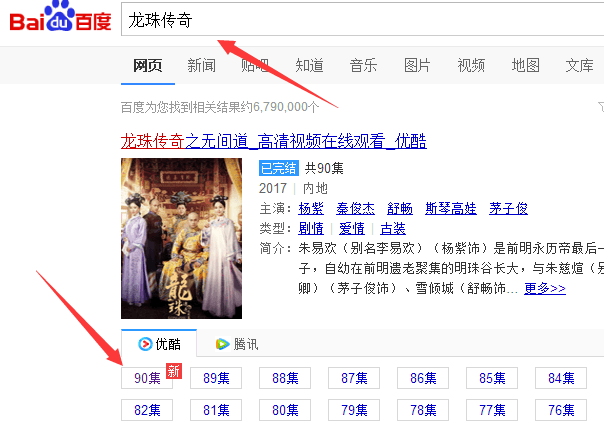 Bai du 百度 龙珠传奇
网页 新闻 贴吧 知道 音乐 图片 视频 地图 文库
百度为您找到相关结果约6,790,000个
龙珠传奇之无间道_高清视频在线观看_优酷
已完结 共90集
2017 | 内地
主演： 杨紫 秦俊杰 舒畅 斯琴高娃 茅子俊
类型： 剧情 | 爱情 | 古装
简介： 朱易欢（别名李易欢）（杨紫饰）是前明永历帝最后一
子，自幼在前明遗老聚集的明珠谷长大，与朱慈煊（别
卿）（茅子俊饰）、雪倾城（舒畅饰... 更多>>
龍珠
优酷 腾讯
90集 新 89集 88集 87集 86集 85集 84集
82集 81集 80集 79集 78集 77集 76集